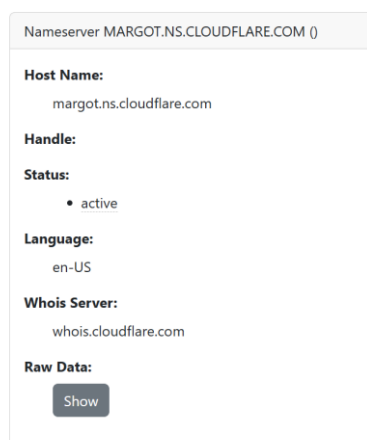 Nameserver MARGOT.NS.CLOUDFLARE.COM ()
Host Name:
margot.ns.cloudflare.com
Handle:
Status:
• active
Language:
en-US
Whois Server:
whois.cloudflare.com
Raw Data:
Show